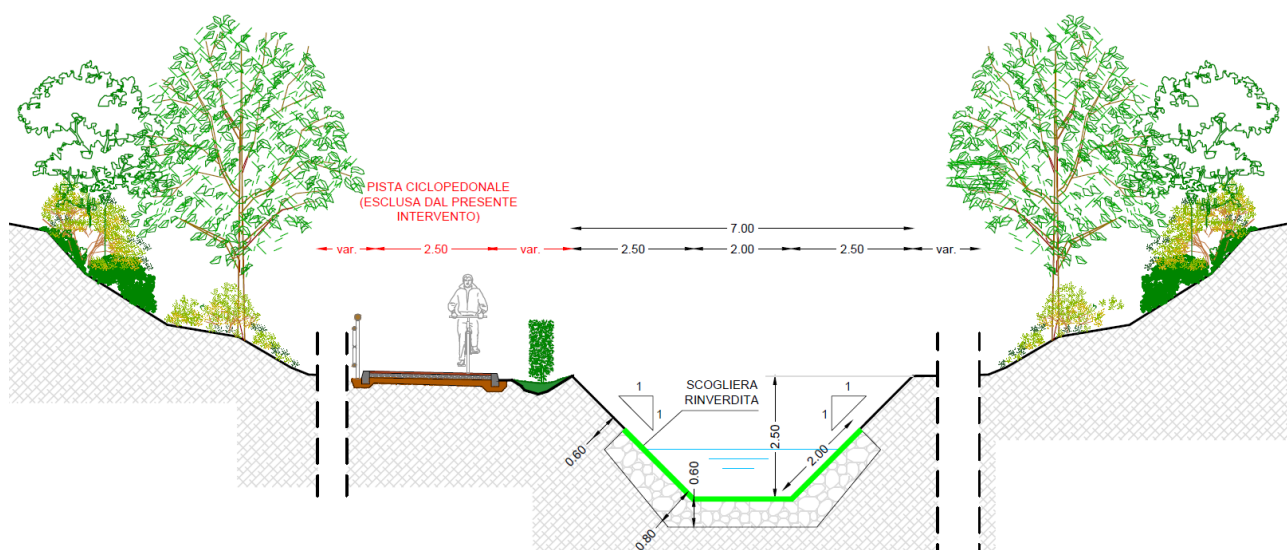 PISTA CICLOPEDONALE
(ESCLUSA DAL PRESENTE
INTERVENTO)
7.00
var.
2.50
var.
2.50
2.00
2.50
var.
SCOGLIERA
RINVERDITA
1
1
1
1
2.50
0.60
2.00
0.60
0.80